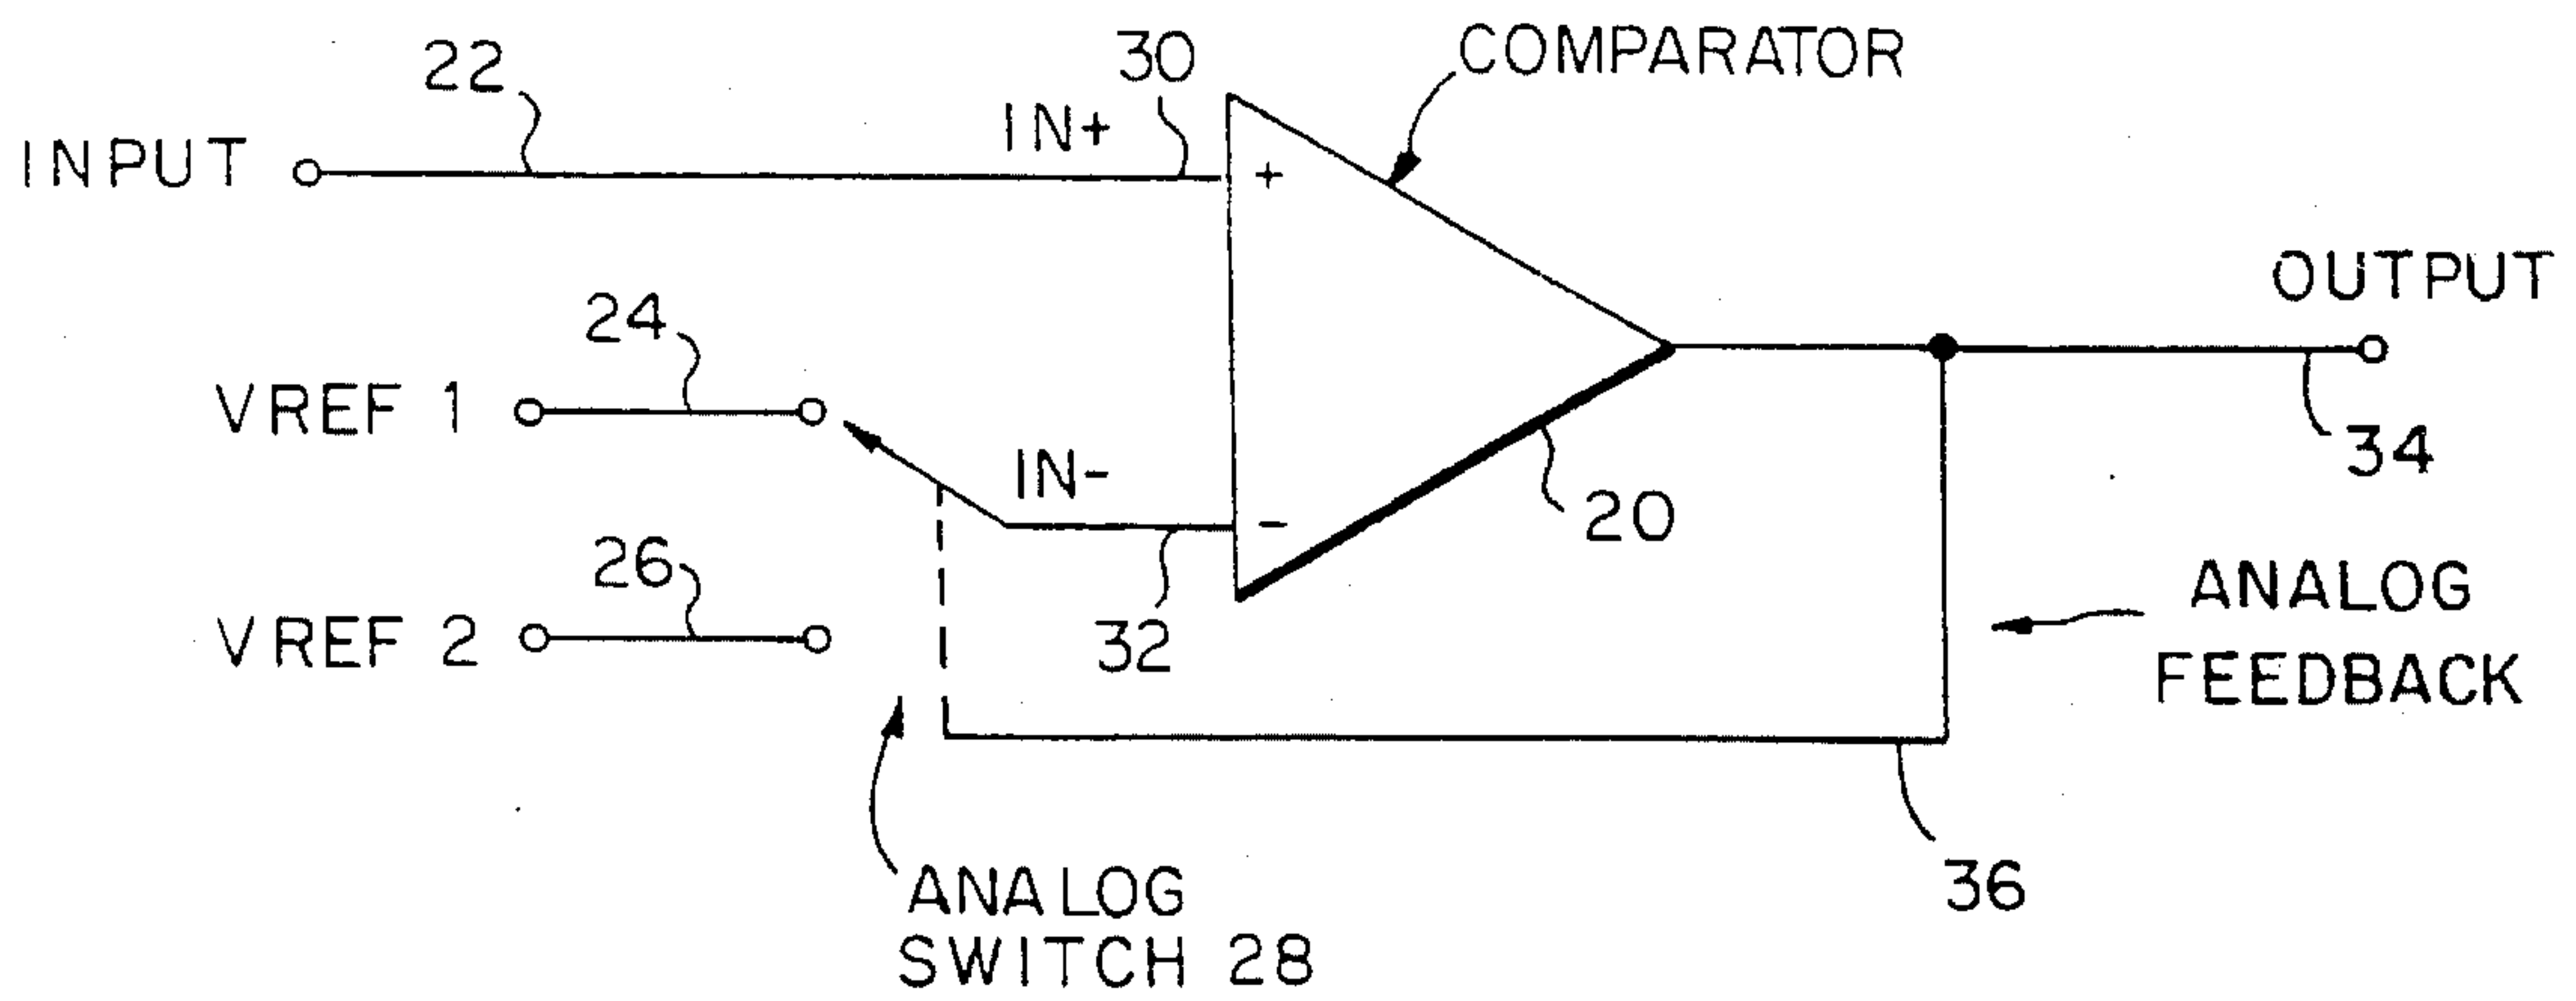 COMPARATOR
30
22
IN+
INPUT
+
OUTPUT
24
VREF 1
34
IN-
20
-
26
VREF 2
32
ANALOG
FEEDBACK
36
ANALOG
SWITCH 28